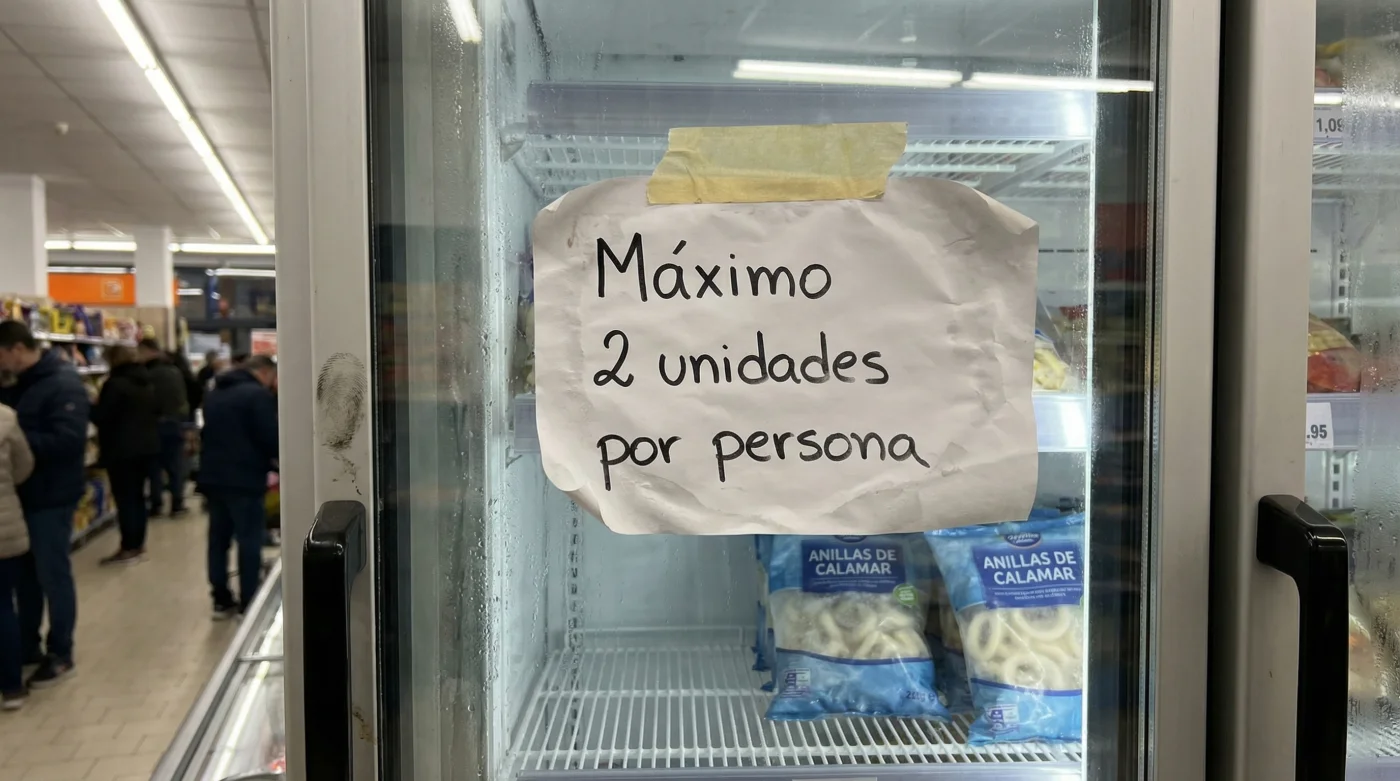 Máximo
2 unidades
por persona
ANILLAS DE
CALAMAR
ANILLAS DE
CALAMAR
1,09
.95